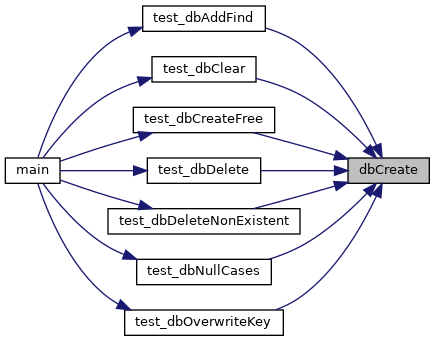 test_dbAddFind
test_dbClear
test_dbCreateFree
main
test_dbDelete
dbCreate
test_dbDeleteNonExistent
test_dbNullCases
test_dbOverwriteKey